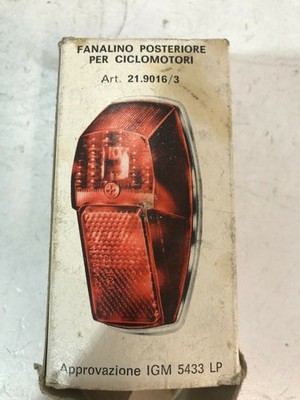 FANALINO POSTERIORE
PER CICLOMOTORI
Art. 21.9016/3
Approvazione IGM 5433 LP